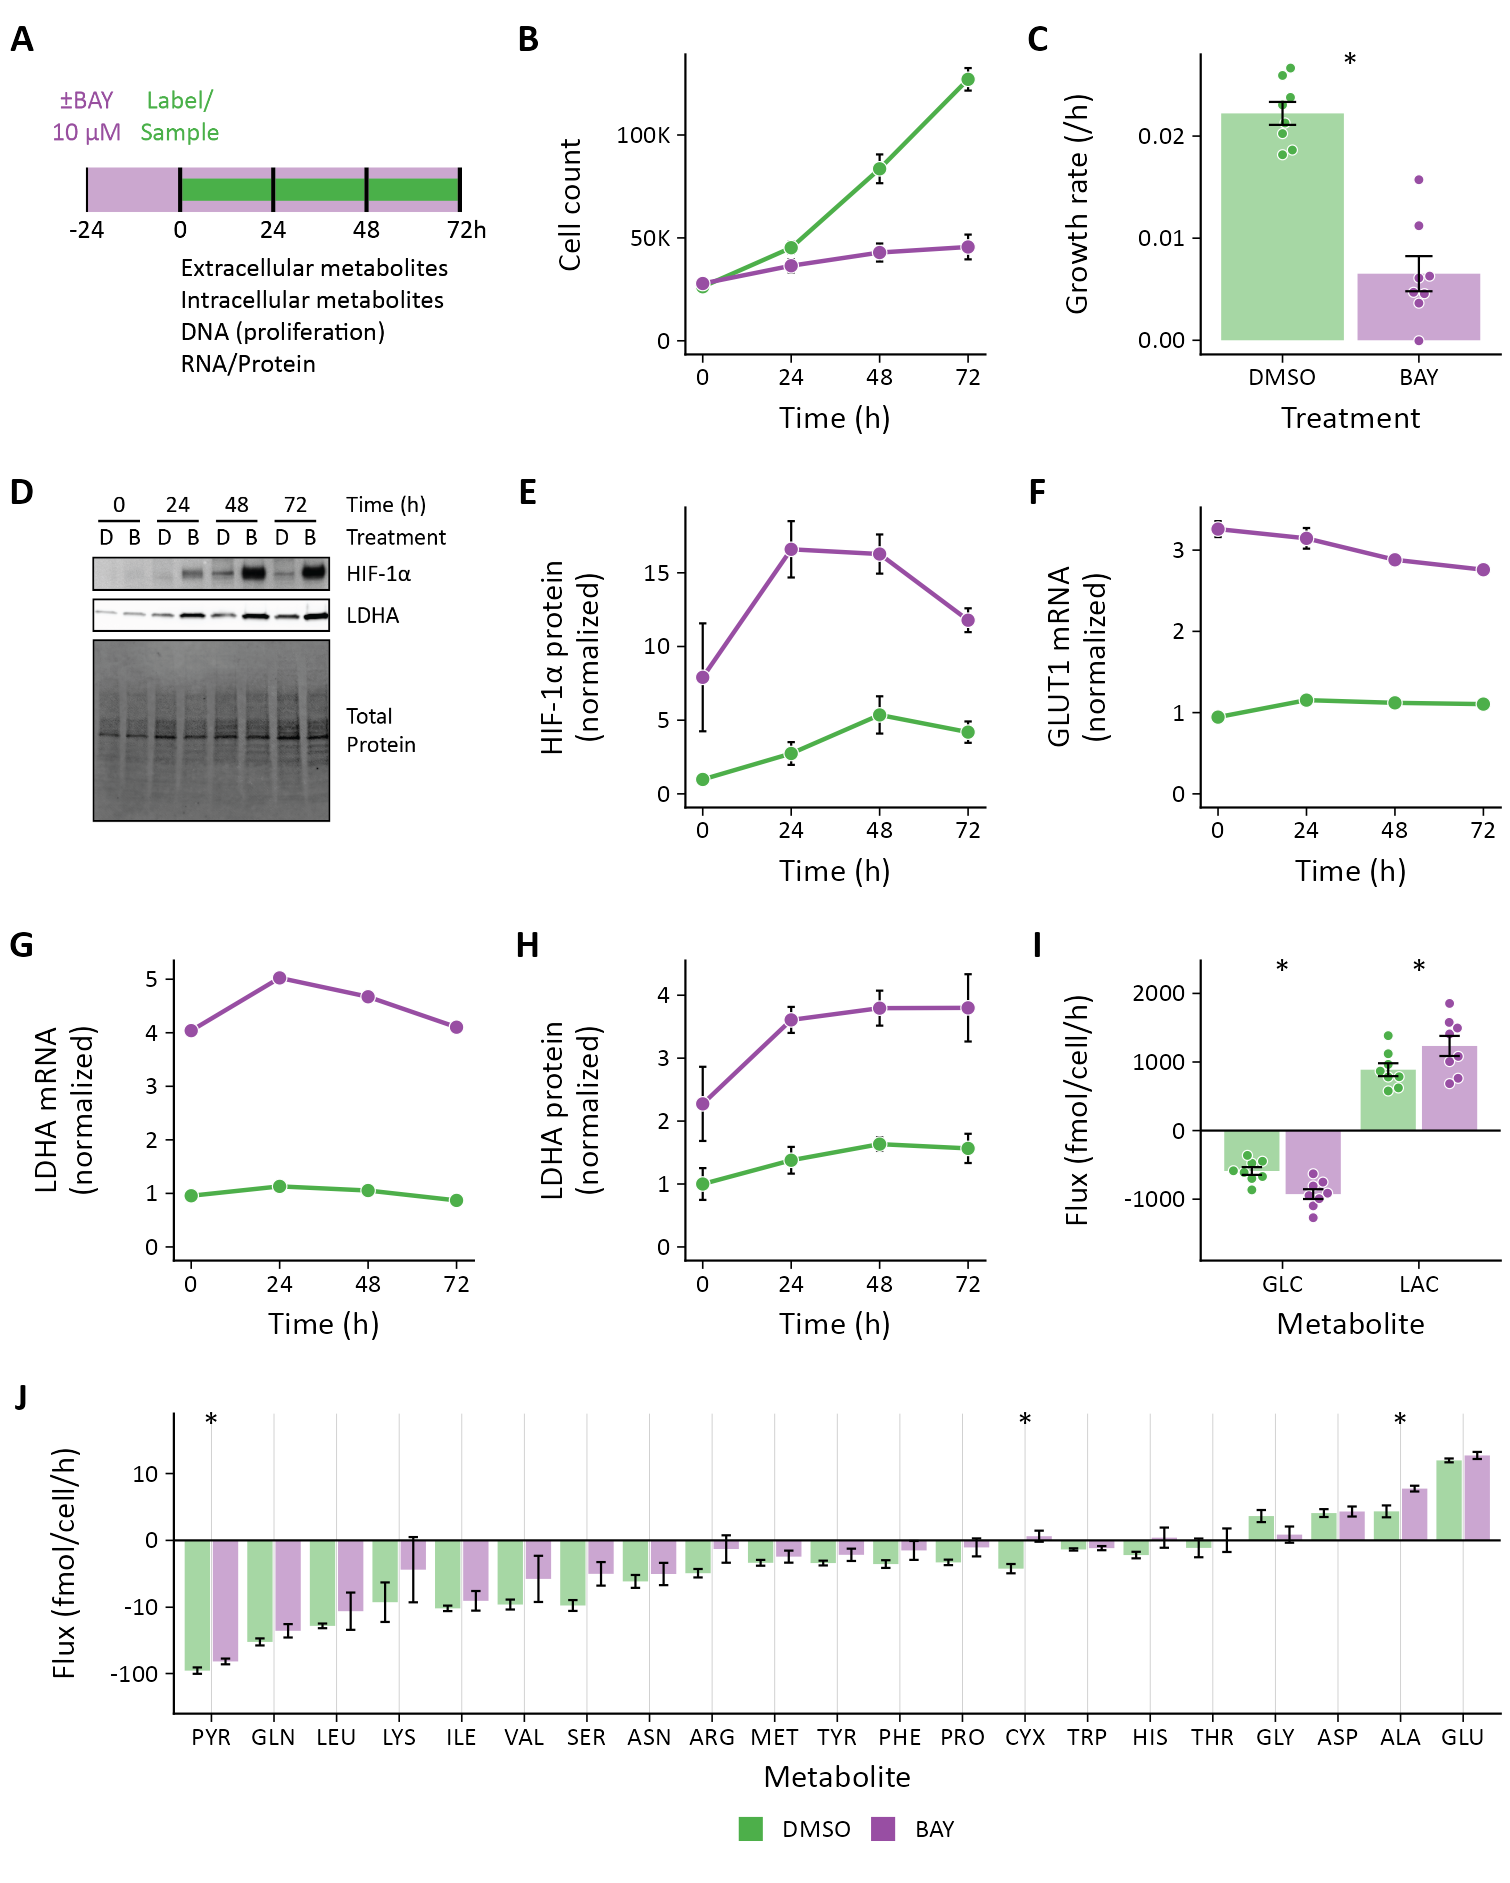 A
±BAY
10 µM
Label/
Sample
-24 0 24 48 72h
Extracellular metabolites
Intracellular metabolites
DNA (proliferation)
RNA/Protein
B
Cell count
100K
50K
0
0 24 48 72
Time (h)
C
*
Growth rate (/h)
0.02
0.01
0.00
DMSO BAY
Treatment
D
0 24 48 72 Time (h)
D B D B D B D B Treatment
HIF-1α
LDHA
Total
Protein
E
HIF-1α protein
(normalized)
15
10
5
0
0 24 48 72
Time (h)
F
GLUT1 mRNA
(normalized)
3
2
1
0
0 24 48 72
Time (h)
G
LDHA mRNA
(normalized)
5
4
3
2
1
0
0 24 48 72
Time (h)
H
LDHA protein
(normalized)
4
3
2
1
0
0 24 48 72
Time (h)
I
* *
Flux (fmol/cell/h)
2000
1000
0
-1000
GLC LAC
Metabolite
J
* * *
Flux (fmol/cell/h)
10
0
-10
-100
PYR GLN LEU LYS ILE VAL SER ASN ARG MET TYR PHE PRO CYX TRP HIS THR GLY ASP ALA GLU
Metabolite
DMSO BAY